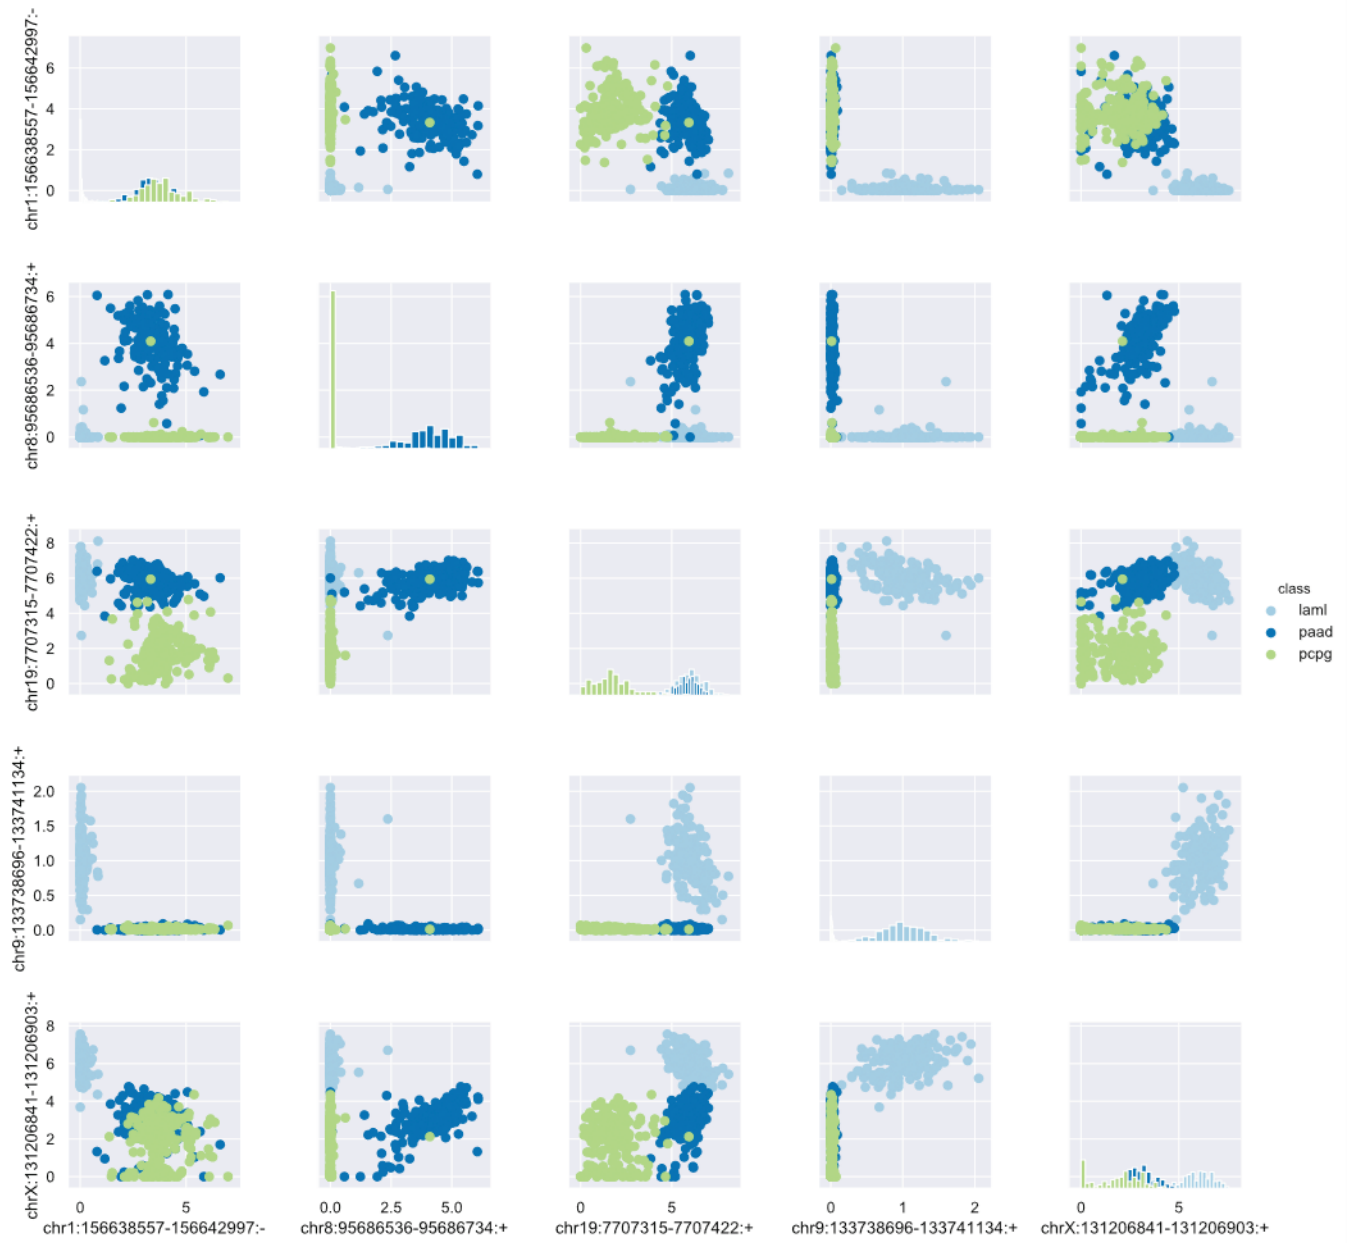 chr1:156638557-156642997:-
6
4
2
0
0
5
chr8:95686536-95686734:+
6
4
2
0
chr19:7707315-7707422:+
8
6
4
2
0
class
laml
paad
pcpg
chr9:133738696-133741134:+
2.0
1.5
1.0
0.5
0.0
chrX:131206841-131206903:+
8
6
4
2
0
0 5 0.0 2.5 5.0 0 5 0 1 2 0 5
chr1:156638557-156642997:- chr8:95686536-95686734:+ chr19:7707315-7707422:+ chr9:133738696-133741134:+ chrX:131206841-131206903:+